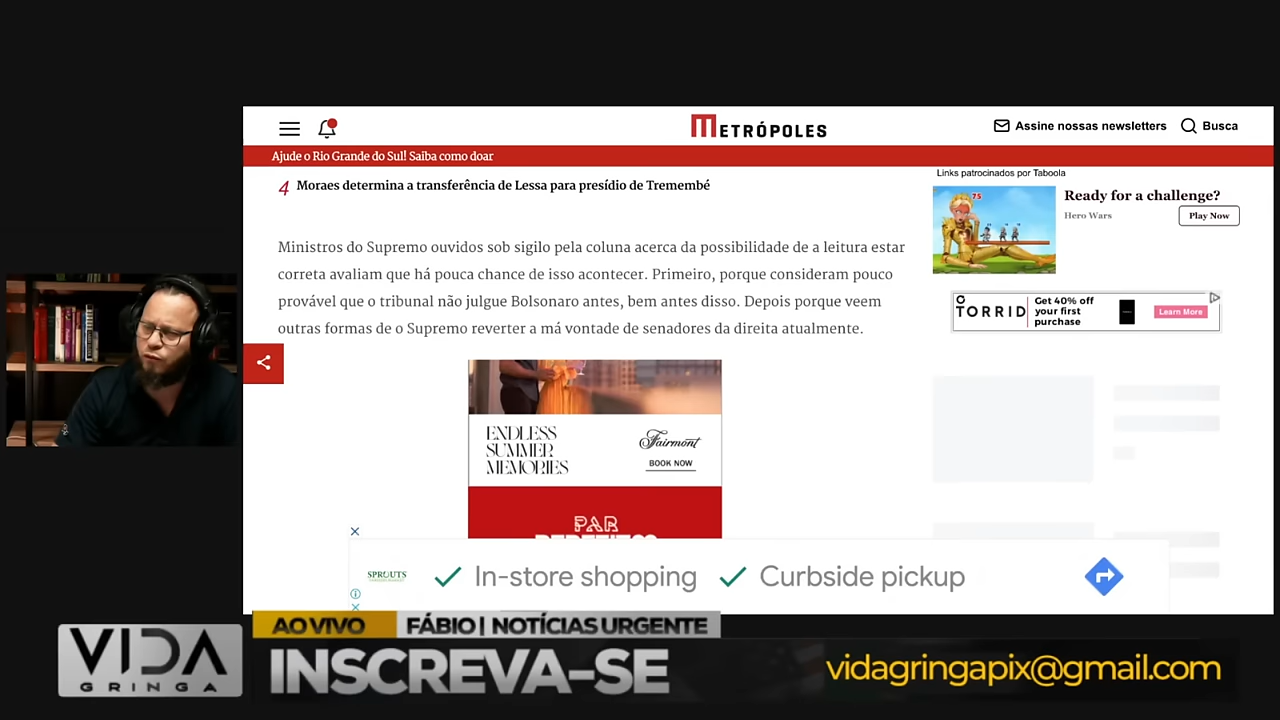 METRÓPOLES
Assine nossas newsletters
Busca
Ajude o Rio Grande do Sul! Saiba como doar
4 Moraes determina a transferência de Lessa para presídio de Tremembé
Ministros do Supremo ouvidos sob sigilo pela coluna acerca da possibilidade de a leitura estar
correta avaliam que há pouca chance de isso acontecer. Primeiro, porque consideram pouco
provável que o tribunal não julgue Bolsonaro antes, bem antes disso. Depois porque veem
outras formas de o Supremo reverter a má vontade de senadores da direita atualmente.
Links patrocinados por Taboola
75
Ready for a challenge?
Hero Wars
Play Now
TORRID
Get 40% off
your first
purchase
Learn More
ENDLESS
SUMMER
MEMORIES
Fairmont
BOOK NOW
PAR
SPROUTS
In-store shopping
Curbside pickup
AO VIVO
FÁBIO | NOTÍCIAS URGENTE
VIDA
GRINGA
INSCREVA-SE
vidagringapix@gmail.com